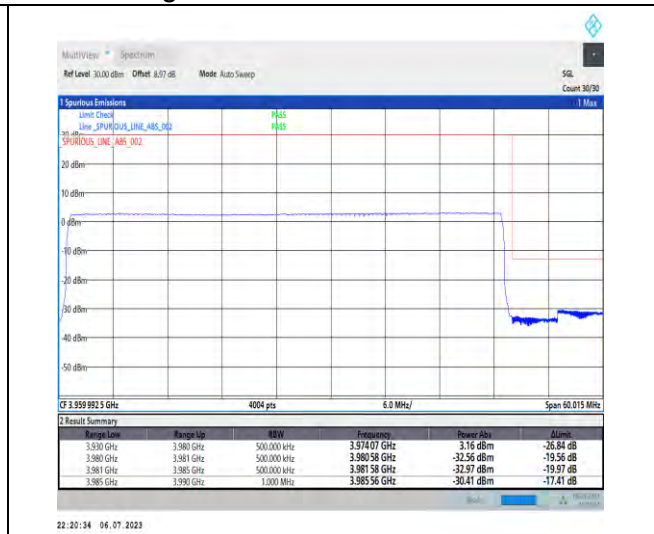 MultiView Spectrum
Ref Level 30.00 dBm Offset 8.97 dB Mode Auto Sweep SGL
Count 30/30
1 Spurious Emissions 1 Max
Limit Check PASS
Line _SPURIOUS_LINE_ABS_002 PASS
_SPURIOUS_LINE_ABS_002
20 dBm
10 dBm
0 dBm
-10 dBm
-20 dBm
-30 dBm
-40 dBm
-50 dBm
CF 3.959 992 5 GHz 4004 pts 6.0 MHz/ Span 60.015 MHz
2 Result Summary
Range Low Range Up RBW Frequency Power Abs ΔLimit
3.930 GHz 3.980 GHz 500.000 kHz 3.974 07 GHz 3.16 dBm -26.84 dB
3.980 GHz 3.981 GHz 500.000 kHz 3.980 58 GHz -32.56 dBm -19.56 dB
3.981 GHz 3.985 GHz 500.000 kHz 3.981 58 GHz -32.97 dBm -19.97 dB
3.985 GHz 3.990 GHz 1.000 MHz 3.985 56 GHz -30.41 dBm -17.41 dB
22:20:34 06.07.2023